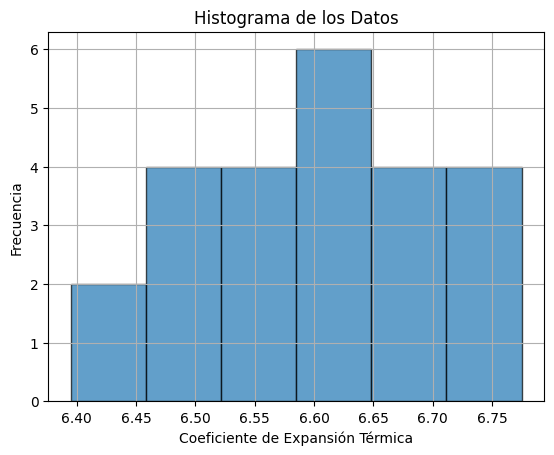 Histograma de los Datos
6
5
4
3
2
1
0
Frecuencia
6.40 6.45 6.50 6.55 6.60 6.65 6.70 6.75
Coeficiente de Expansión Térmica